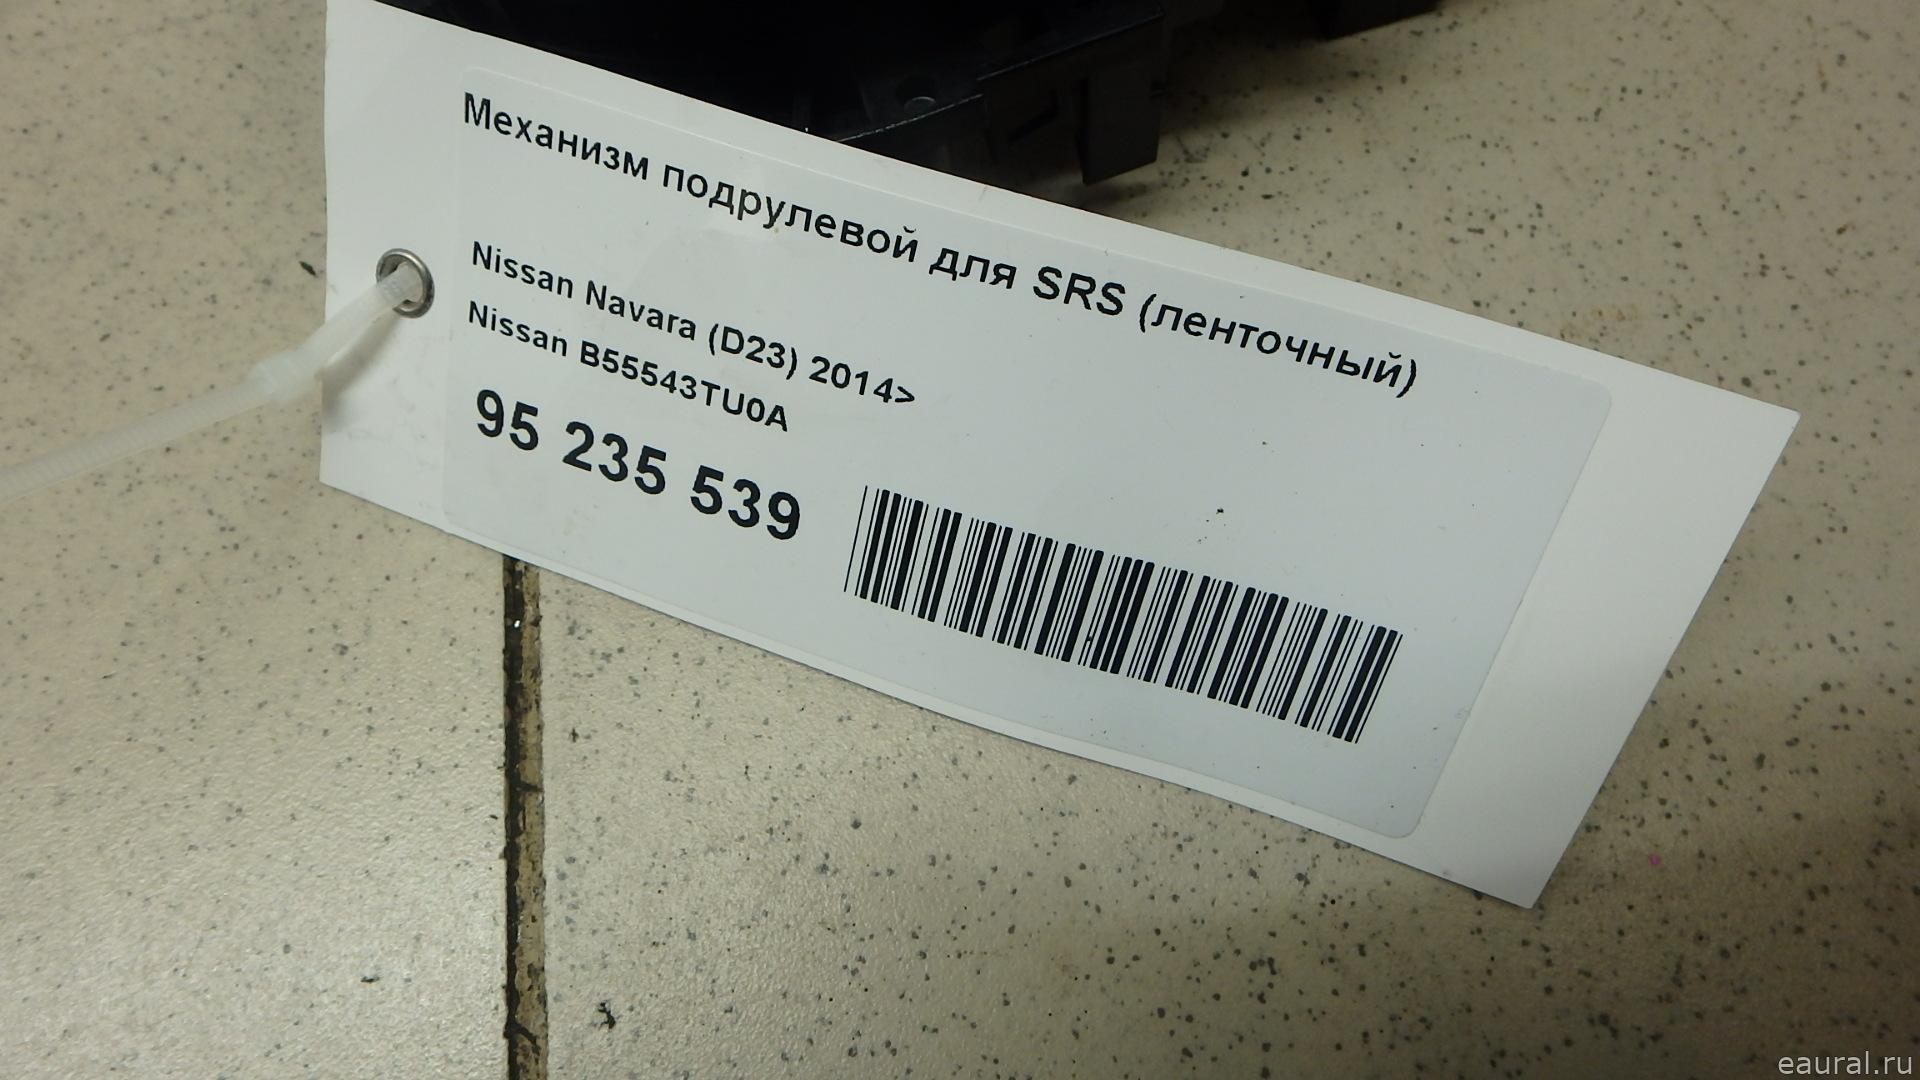 Механизм подрулевой для SRS (ленточный)
Nissan Navara (D23) 2014>
Nissan B55543TU0A
95 235 539
eaural.ru